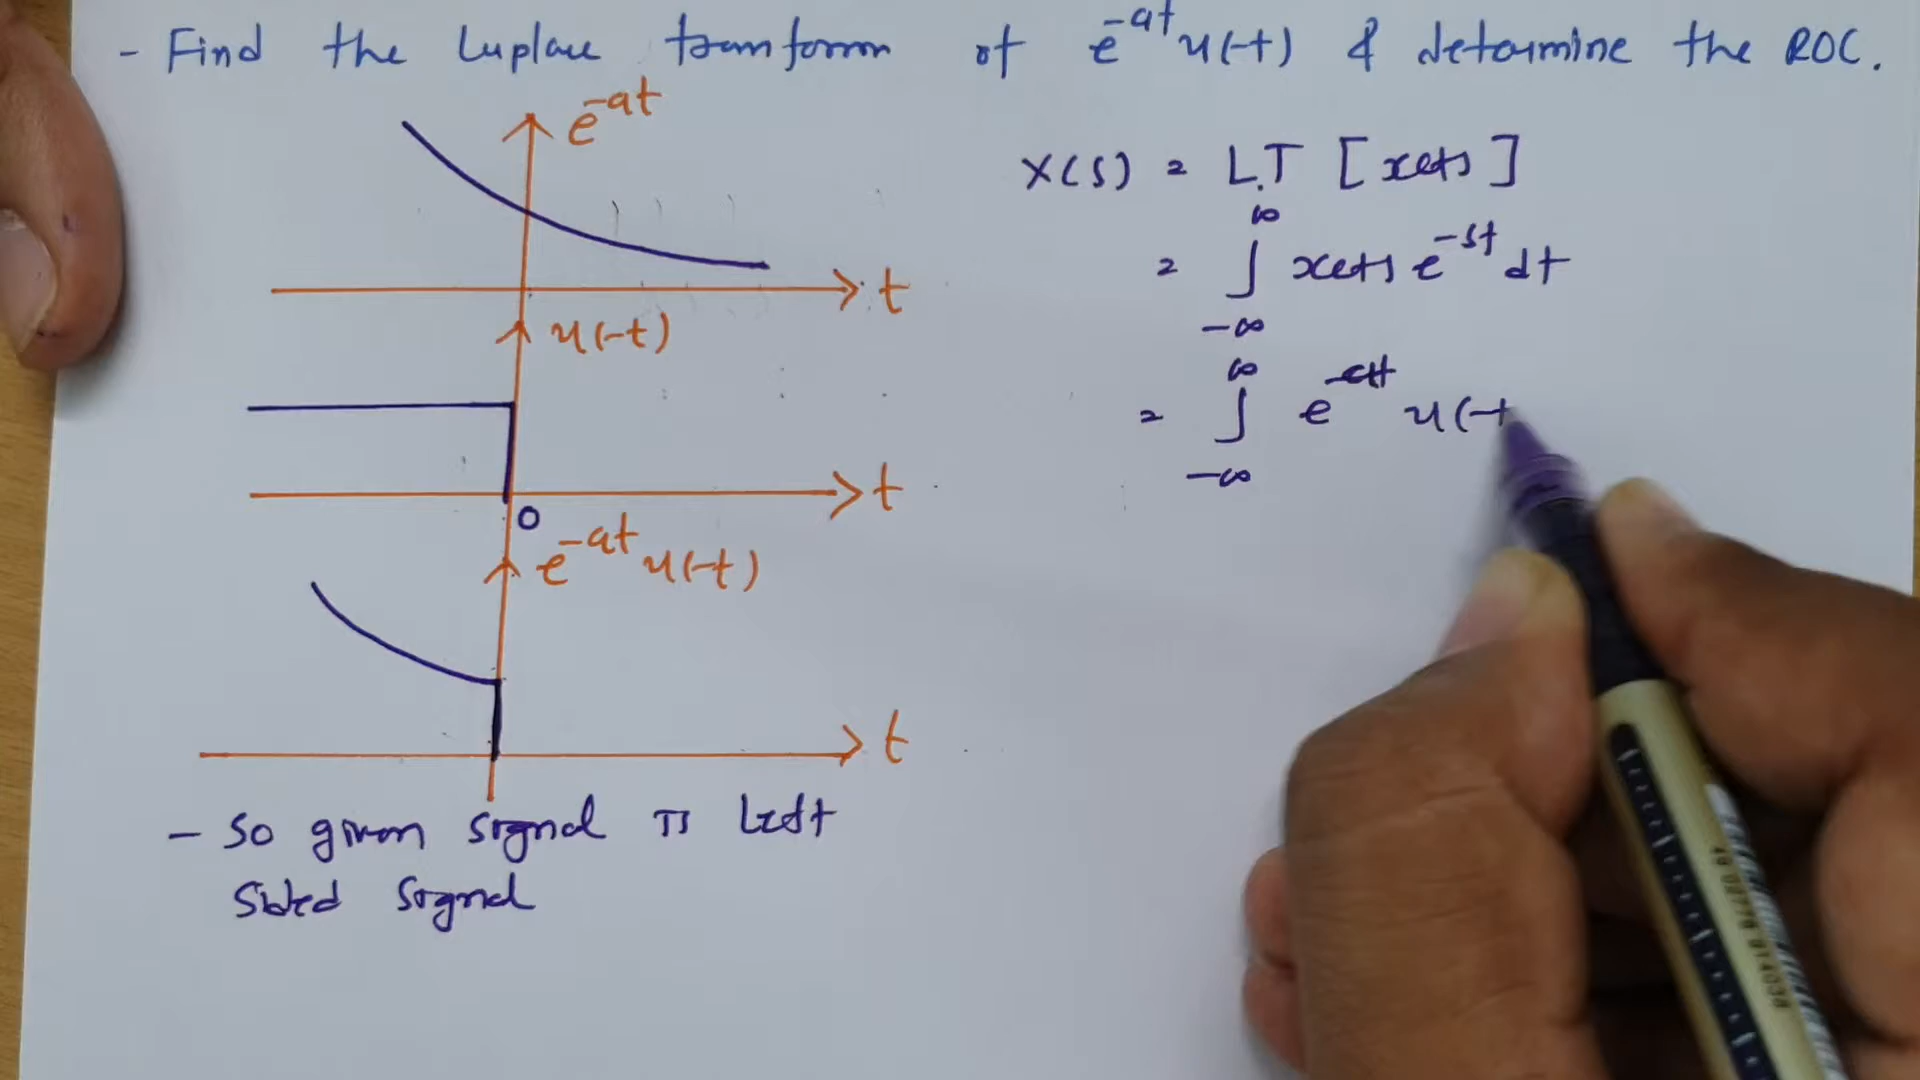 - Find the Luplace transform of e^-at u(-t) & determine the ROC.
e^-at
t
u(-t)
t
0
e^-at u(-t)
t
- So given signal is Left
Sided signal
X(s) = L.T [x(t)]
= ∫ x(t) e^-st dt
∞
-∞
= ∫ e^-at u(-t
∞
-∞